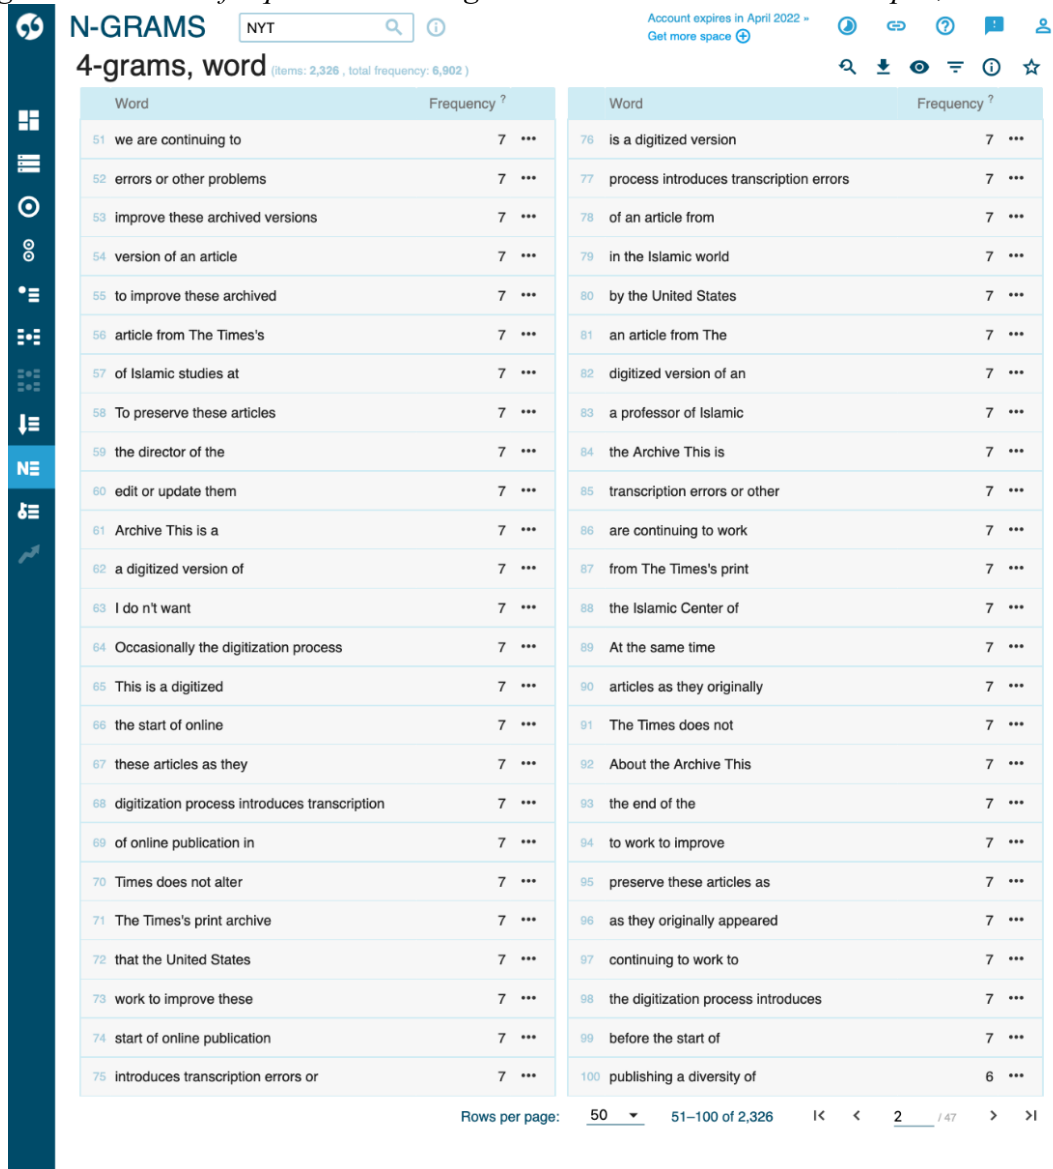 N-GRAMS NYT Account expires in April 2022 -
Get more space
4-grams, word (items: 2,326 , total frequency: 6,902 )
Word Frequency ?
51 we are continuing to 7 •••
52 errors or other problems 7 •••
53 improve these archived versions 7 •••
54 version of an article 7 •••
55 to improve these archived 7 •••
56 article from The Times's 7 •••
57 of Islamic studies at 7 •••
58 To preserve these articles 7 •••
59 the director of the 7 •••
60 edit or update them 7 •••
61 Archive This is a 7 •••
62 a digitized version of 7 •••
63 I do n't want 7 •••
64 Occasionally the digitization process 7 •••
65 This is a digitized 7 •••
66 the start of online 7 •••
67 these articles as they 7 •••
68 digitization process introduces transcription 7 •••
69 of online publication in 7 •••
70 Times does not alter 7 •••
71 The Times's print archive 7 •••
72 that the United States 7 •••
73 work to improve these 7 •••
74 start of online publication 7 •••
75 introduces transcription errors or 7 •••
Word Frequency ?
76 is a digitized version 7 •••
77 process introduces transcription errors 7 •••
78 of an article from 7 •••
79 in the Islamic world 7 •••
80 by the United States 7 •••
81 an article from The 7 •••
82 digitized version of an 7 •••
83 a professor of Islamic 7 •••
84 the Archive This is 7 •••
85 transcription errors or other 7 •••
86 are continuing to work 7 •••
87 from The Times's print 7 •••
88 the Islamic Center of 7 •••
89 At the same time 7 •••
90 articles as they originally 7 •••
91 The Times does not 7 •••
92 About the Archive This 7 •••
93 the end of the 7 •••
94 to work to improve 7 •••
95 preserve these articles as 7 •••
96 as they originally appeared 7 •••
97 continuing to work to 7 •••
98 the digitization process introduces 7 •••
99 before the start of 7 •••
100 publishing a diversity of 6 •••
Rows per page: 50 51–100 of 2,326 2 / 47